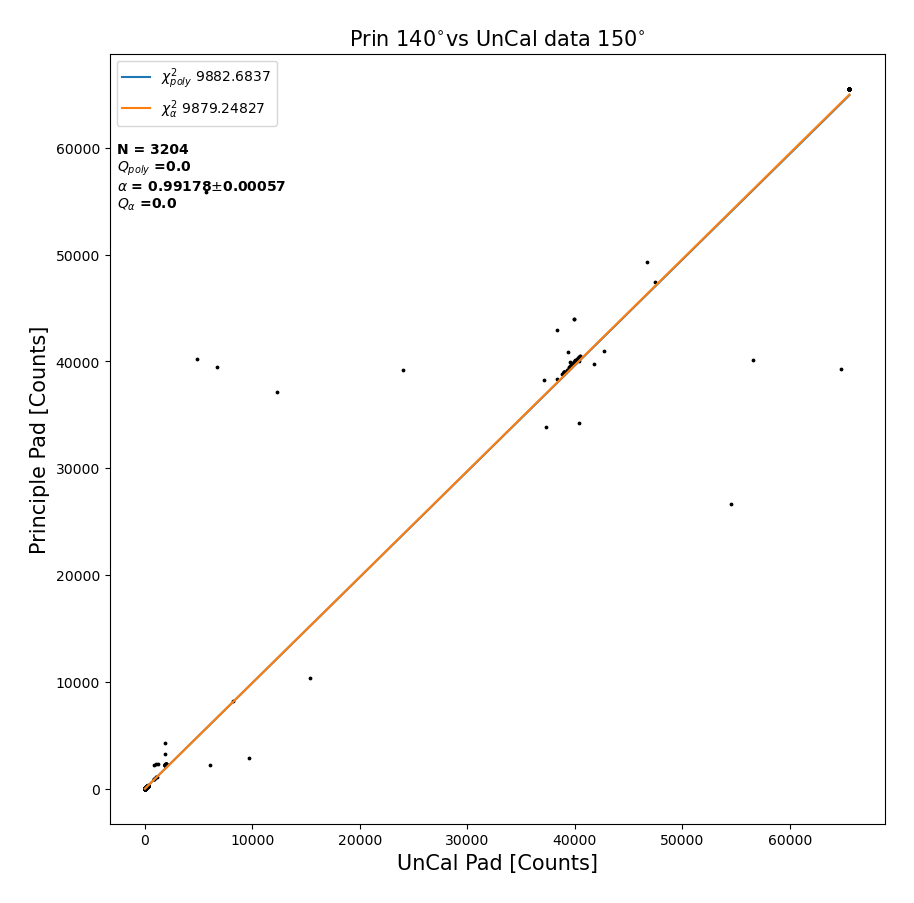 Prin 140°vs UnCal data 150°
χ²poly 9882.6837
χ²α 9879.24827
N = 3204
Qpoly =0.0
α = 0.99178±0.00057
Qα =0.0
60000
50000
40000
30000
20000
10000
0
Principle Pad [Counts]
0 10000 20000 30000 40000 50000 60000
UnCal Pad [Counts]